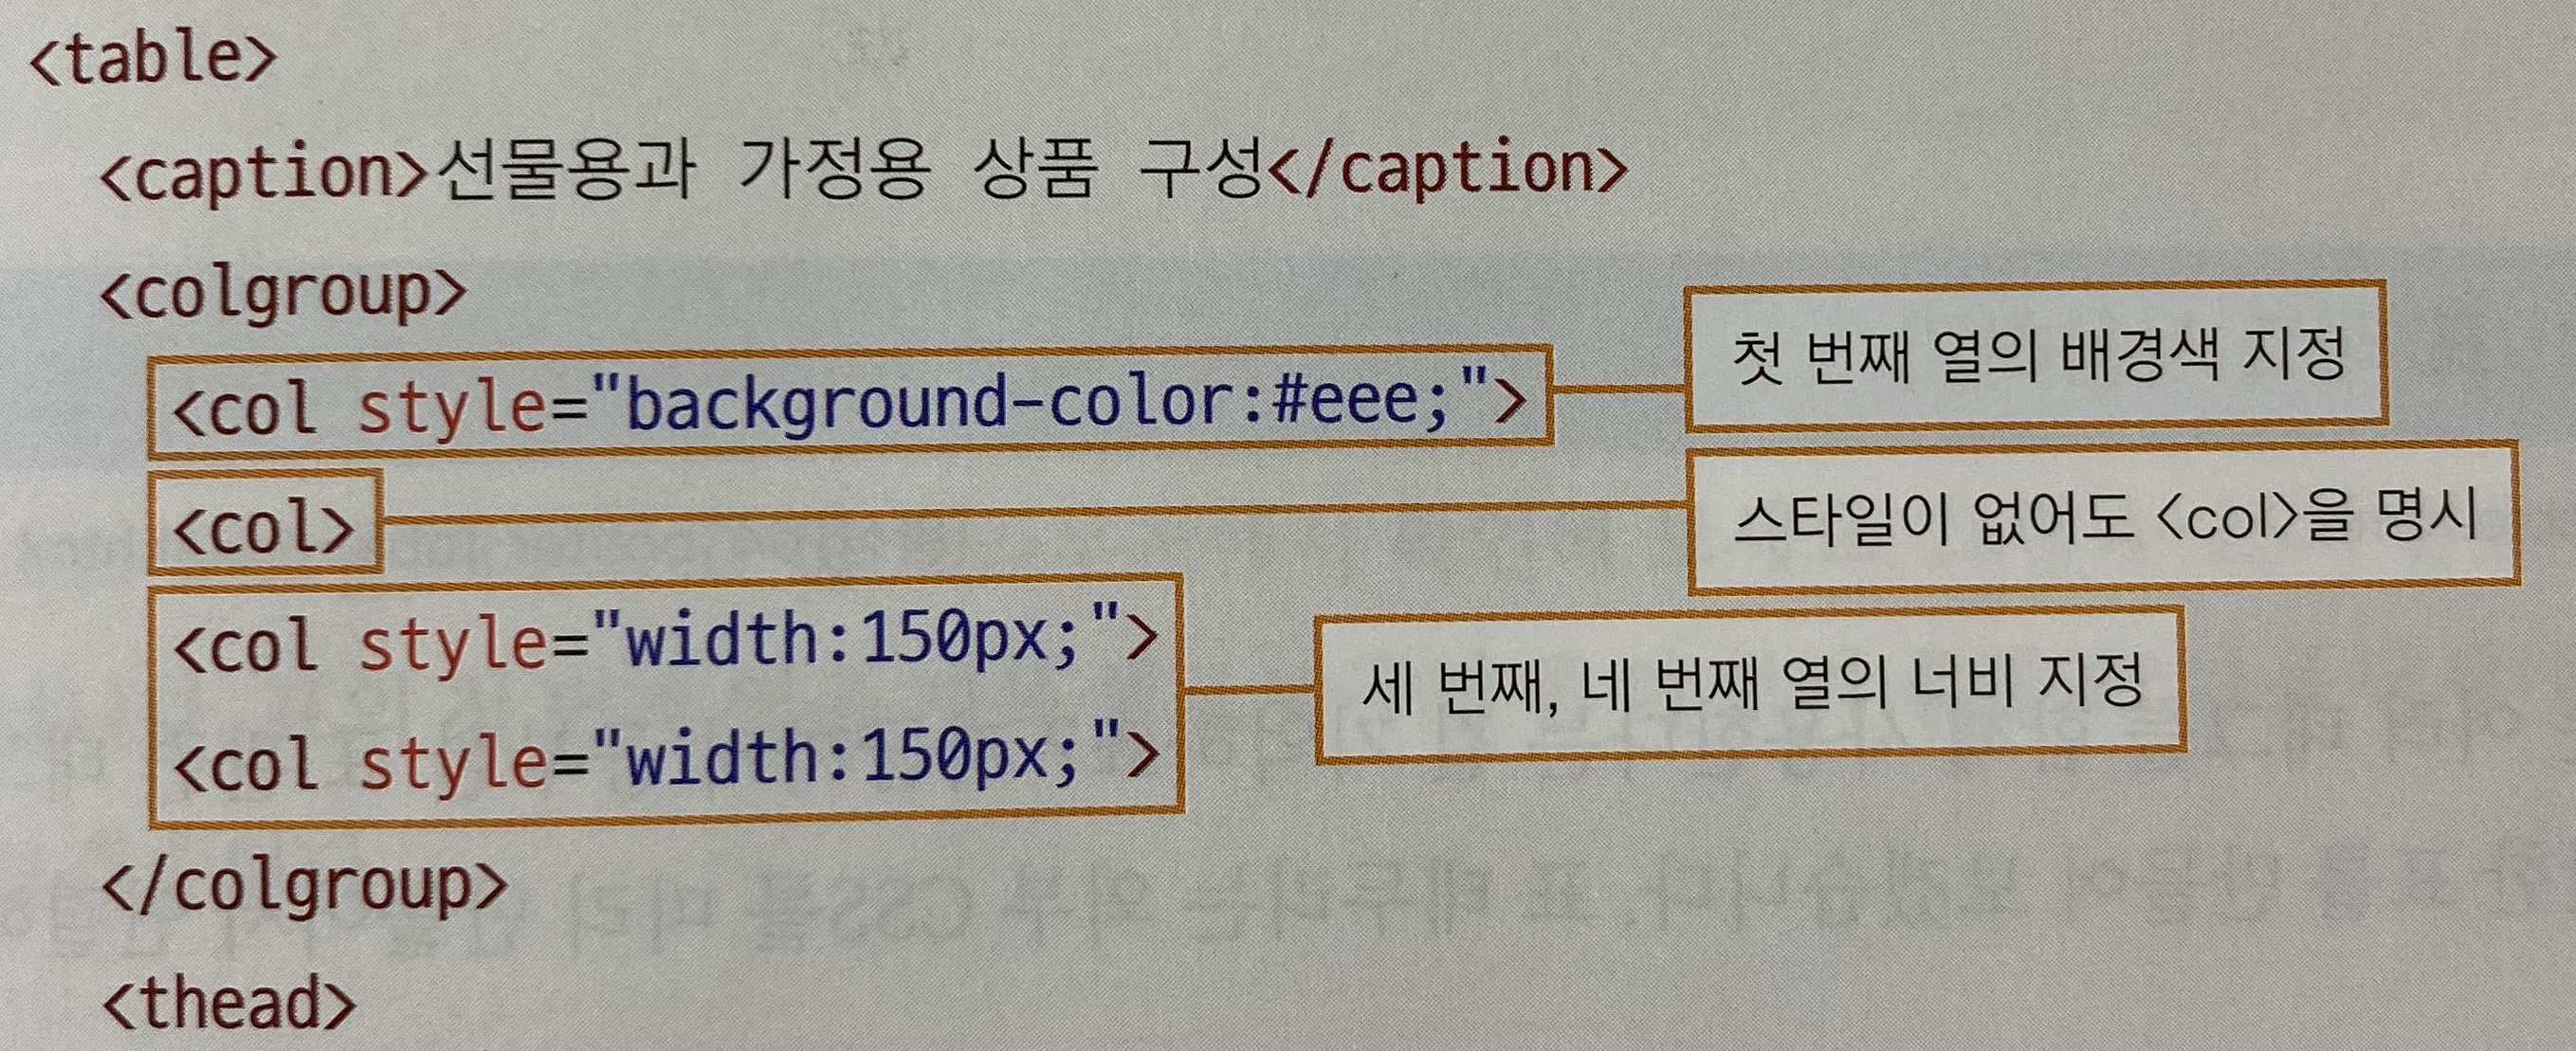 <table>
<caption>선물용과 가정용 상품 구성</caption>
<colgroup>
<col style="background-color:#eee;">
첫 번째 열의 배경색 지정
<col>
스타일이 없어도 <col>을 명시
<col style="width:150px;">
<col style="width:150px;">
세 번째, 네 번째 열의 너비 지정
</colgroup>
<thead>